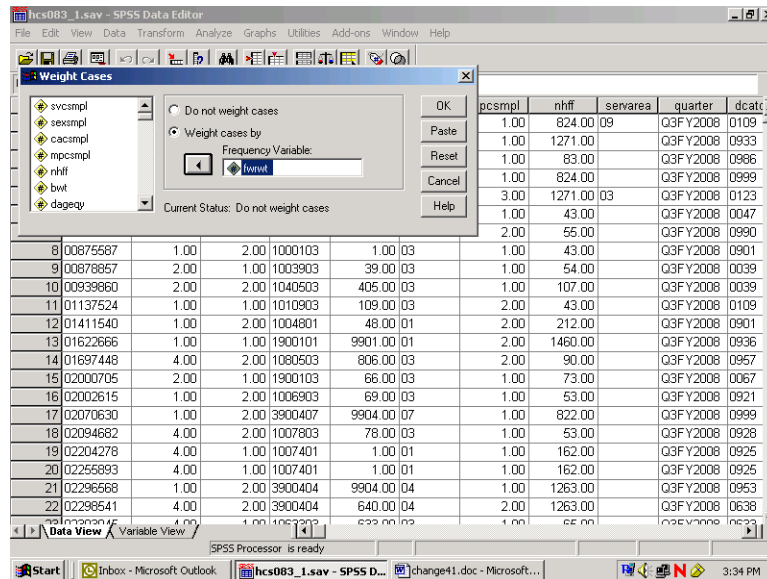 hcs083_1.sav - SPSS Data Editor
File Edit View Data Transform Analyze Graphs Utilities Add-ons Window Help
Weight Cases
svcsmpl
sexsmpl
cacsmpl
mpcsmpl
nhff
bwt
dageqy
Do not weight cases
Weight cases by
Frequency Variable:
fwrwt
Current Status: Do not weight cases
OK
Paste
Reset
Cancel
Help
pcsmpl nhff servarea quarter dcatc
1.00 824.00 09 Q3FY2008 0109
1.00 1271.00 Q3FY2008 0933
1.00 83.00 Q3FY2008 0986
1.00 824.00 Q3FY2008 0999
3.00 1271.00 03 Q3FY2008 0123
1.00 43.00 Q3FY2008 0047
2.00 55.00 Q3FY2008 0990
8 00875587 1.00 2.00 1000103 1.00 03 1.00 43.00 Q3FY2008 0901
9 00878857 2.00 1.00 1003903 39.00 03 1.00 54.00 Q3FY2008 0039
10 00939860 2.00 2.00 1040503 405.00 03 1.00 107.00 Q3FY2008 0039
11 01137524 1.00 1.00 1010903 109.00 03 2.00 43.00 Q3FY2008 0109
12 01411540 1.00 2.00 1004801 48.00 01 2.00 212.00 Q3FY2008 0901
13 01622666 1.00 1.00 1900101 9901.00 01 2.00 1460.00 Q3FY2008 0936
14 01697448 4.00 2.00 1080503 806.00 03 2.00 90.00 Q3FY2008 0957
15 02000705 2.00 1.00 1900103 66.00 03 1.00 73.00 Q3FY2008 0067
16 02002615 1.00 2.00 1006903 69.00 03 1.00 53.00 Q3FY2008 0921
17 02070630 1.00 2.00 3900407 9904.00 07 1.00 822.00 Q3FY2008 0999
18 02094682 4.00 2.00 1007803 78.00 03 1.00 53.00 Q3FY2008 0928
19 02204278 4.00 1.00 1007401 1.00 01 1.00 162.00 Q3FY2008 0925
20 02255893 4.00 1.00 1007401 1.00 01 1.00 162.00 Q3FY2008 0925
21 02296568 1.00 2.00 3900404 9904.00 04 1.00 1263.00 Q3FY2008 0953
22 02298541 4.00 2.00 3900404 640.00 04 2.00 1263.00 Q3FY2008 0638
Data View Variable View
SPSS Processor is ready
Start Inbox - Microsoft Outlook hcs083_1.sav - SPSS D... change41.doc - Microsoft... 3:34 PM